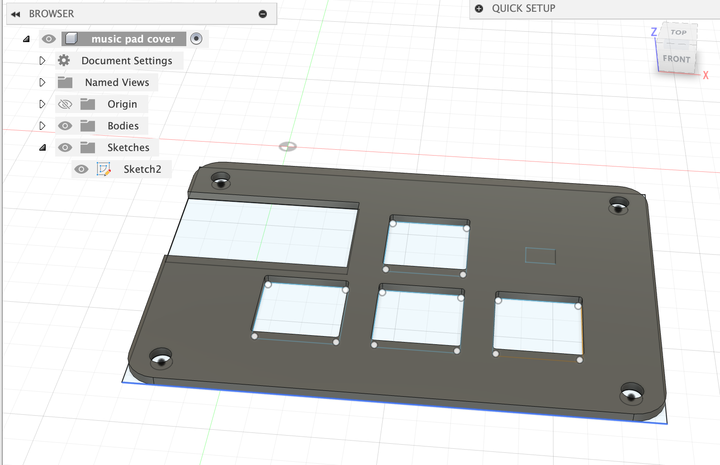 BROWSER
QUICK SETUP
music pad cover
Document Settings
Named Views
Origin
Bodies
Sketches
Sketch2
Z
TOP
FRONT
X